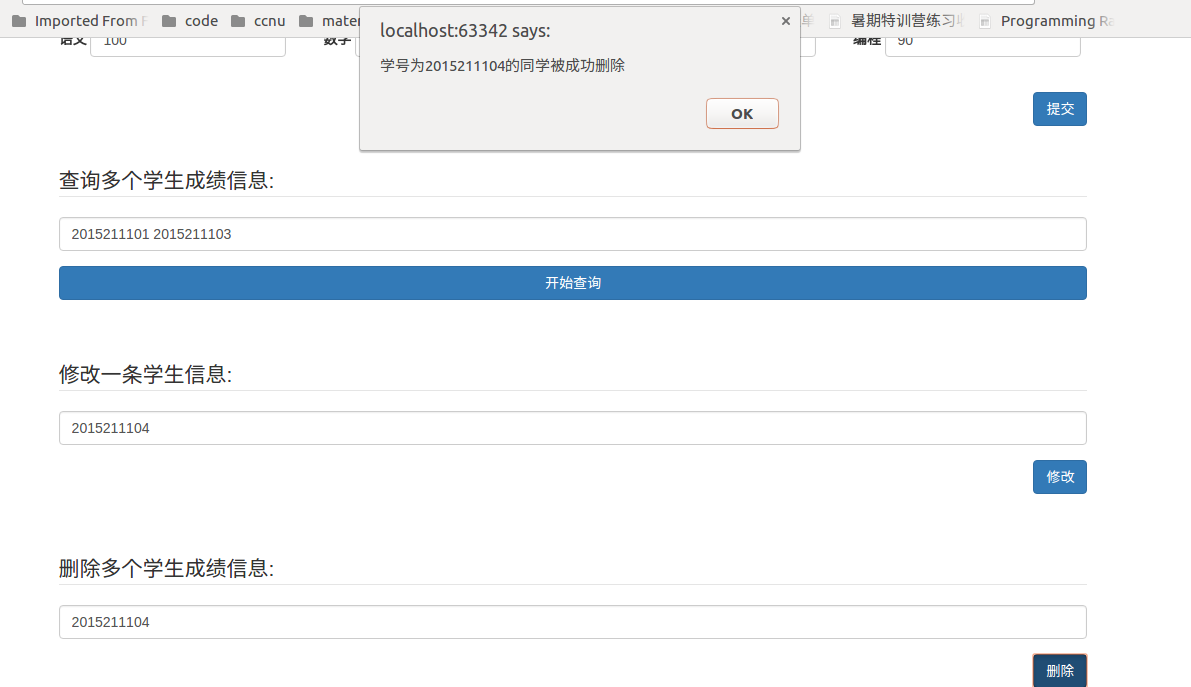 Imported From F
code
ccnu
mater
单
暑期特训营练习
Programming Ra
localhost:63342 says:
学号为2015211104的同学被成功删除
OK
语文
100
数学
编程
90
提交
查询多个学生成绩信息:
2015211101 2015211103
开始查询
修改一条学生信息:
2015211104
修改
删除多个学生成绩信息:
2015211104
删除